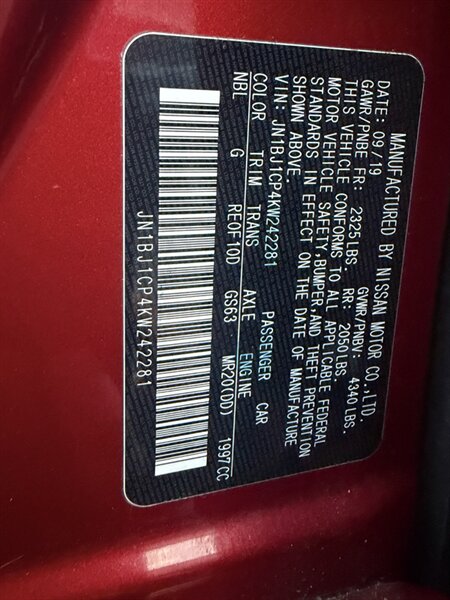 MANUFACTURED BY NISSAN MOTOR CO.,LTD.
DATE: 09/19 GVWR/PNBV: 4340LBS.
GAWR/PNBE FR: 2325LBS. RR: 2050LBS.
THIS VEHICLE CONFORMS TO ALL APPLICABLE FEDERAL
MOTOR VEHICLE SAFETY,BUMPER,AND THEFT PREVENTION
STANDARDS IN EFFECT ON THE DATE OF MANUFACTURE
SHOWN ABOVE.
VIN: JN1BJ1CP4KW242281 PASSENGER CAR
COLOR TRIM TRANS AXLE ENGINE
NBL G RE0F10D GS63 MR20(DD) 1997CC
JN1BJ1CP4KW242281